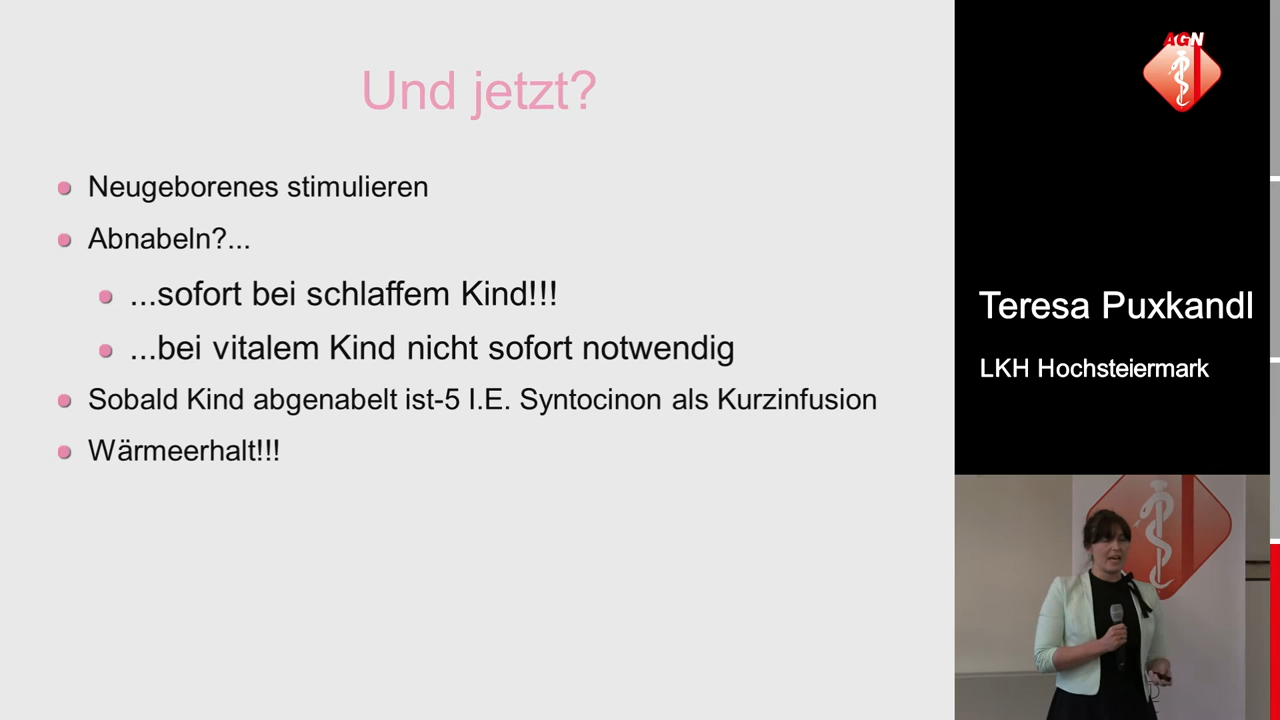 Und jetzt?
Neugeborenes stimulieren
Abnabeln?...
...sofort bei schlaffem Kind!!!
...bei vitalem Kind nicht sofort notwendig
Sobald Kind abgenabelt ist-5 I.E. Syntocinon als Kurzinfusion
Wärmeerhalt!!!
AGN
Teresa Puxkandl
LKH Hochsteiermark